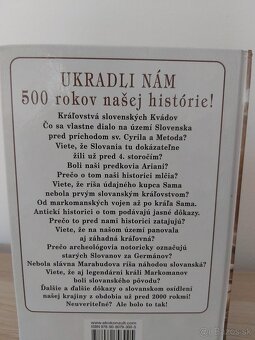 UKRADLI NÁM
500 rokov našej histórie!
Kráľovstvá slovenských Kvádov
Čo sa vlastne dialo na území Slovenska
pred príchodom sv. Cyrila a Metoda?
Viete, že Slovania tu dokázateľne
žili už pred 4. storočím?
Boli naši predkovia Ariani?
Prečo o tom naši historici mlčia?
Viete, že ríša údajného kupca Sama
nebola prvým slovanským kráľovstvom?
Od markomanských vojen až po kráľa Sama.
Antickí historici o tom podávajú jasné dôkazy.
Prečo to pred nami historici zatajujú?
Viete, že na našom území panovala
aj záhadná kráľovná?
Prečo archeológovia notoricky označujú
starých Slovanov za Germánov?
Nebola slávna Marabudova ríša náhodou slovanská?
Viete, že aj legendárni králi Markomanov
boli slovanského pôvodu?
Ďalšie a ďalšie dôkazy o slovanskom osídlení
našej krajiny z obdobia už pred 2000 rokmi!
Neuveriteľné? Ale bolo to tak!
www.ekokonzult.com